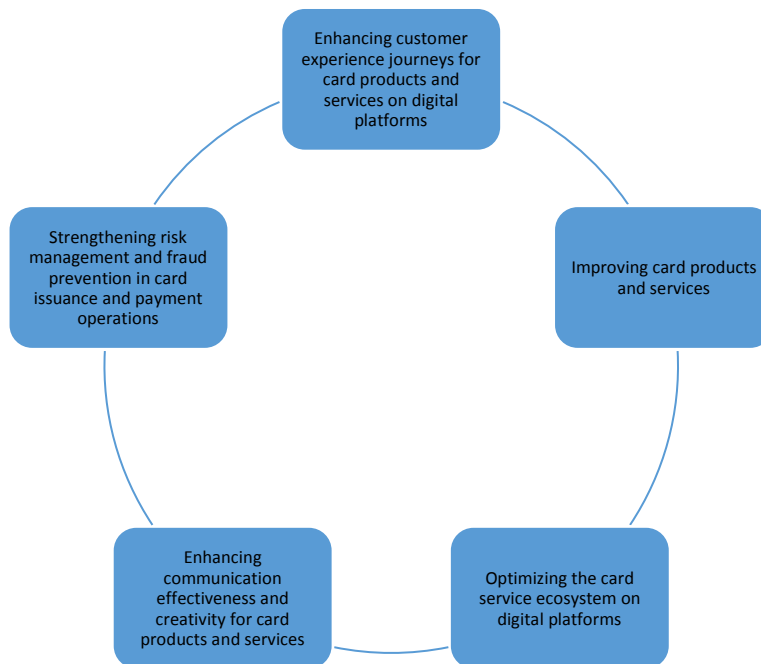 Enhancing customer
experience journeys for
card products and
services on digital
platforms
Improving card products
and services
Optimizing the card
service ecosystem on
digital platforms
Enhancing
communication
effectiveness and
creativity for card
products and services
Strengthening risk
management and fraud
prevention in card
issuance and payment
operations